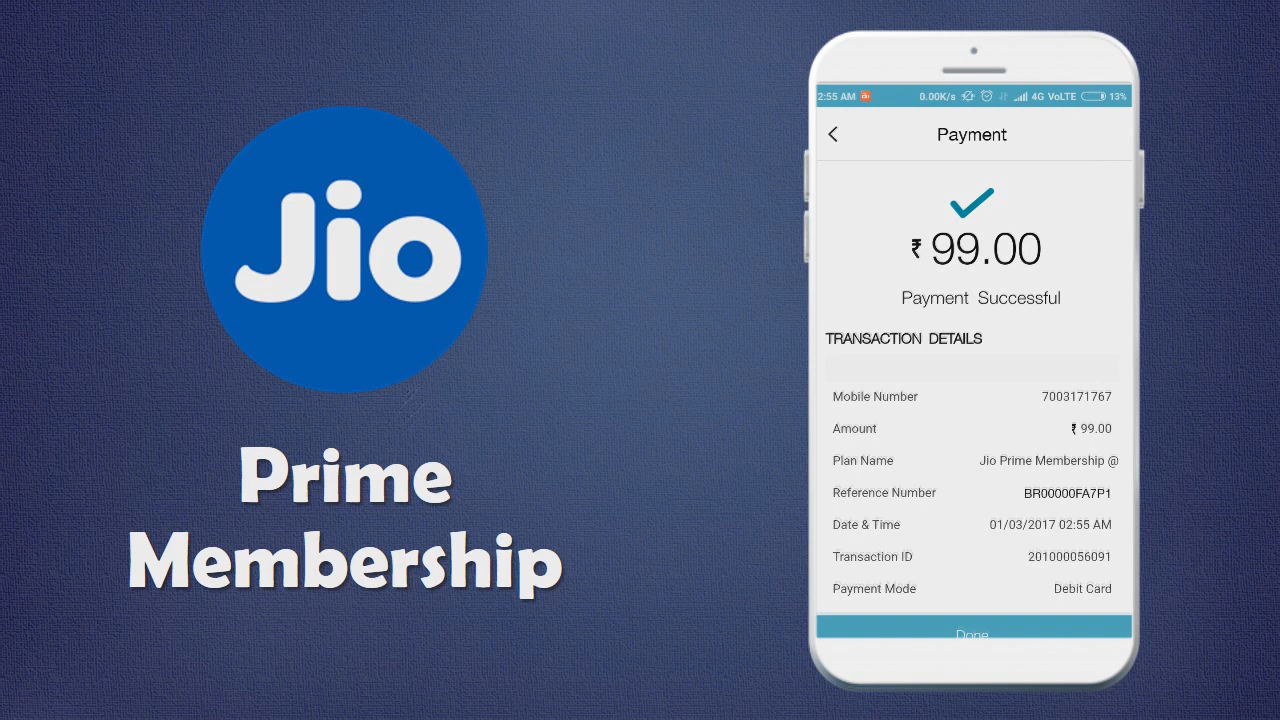 Jio
Prime
Membership
2:55 AM 0.00K/s 4G VoLTE 13%
Payment
₹ 99.00
Payment Successful
TRANSACTION DETAILS
Mobile Number 7003171767
Amount ₹ 99.00
Plan Name Jio Prime Membership @
Reference Number BR00000FA7P1
Date & Time 01/03/2017 02:55 AM
Transaction ID 201000056091
Payment Mode Debit Card
Done